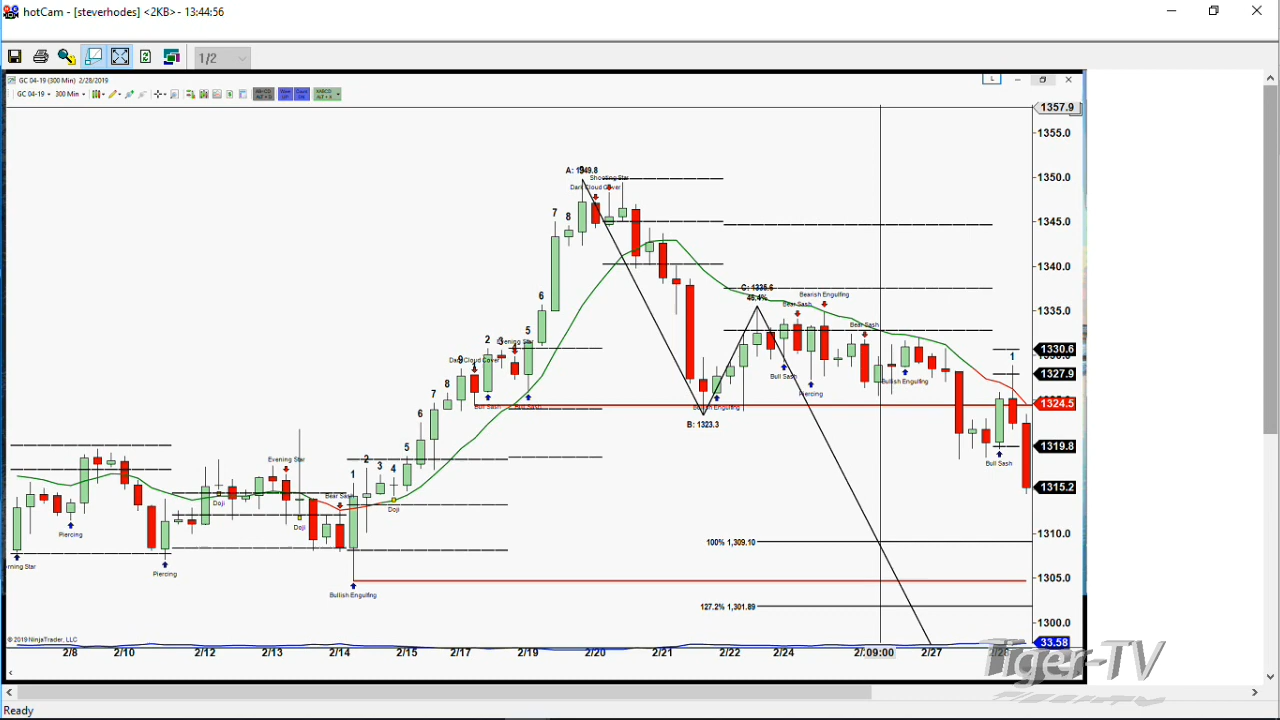 hotCam - [steverhodes] <2KB> - 13:44:56
1/2
GC 04-19 (300 Min) 2/28/2019
GC 04-19
300 Min
L
1357.9
1355.0
1350.0
1345.0
1340.0
1335.0
1330.6
1327.9
1324.5
1319.8
1315.2
1310.0
1305.0
1300.0
33.58
A: 1349.8
Shooting Star
Dark Cloud Cover
7
8
6
5
2
3
Evening Star
9
Dark Cloud Cover
8
7
6
5
4
3
2
1
Bull Sash
C: 1335.6
46.4%
Bearish Engulfing
Bear Sash
Bear Sash
Bull Sash
Piercing
Bullish Engulfing
Bullish Engulfing
B: 1323.3
1
Bull Sash
Evening Star
Bear Sash
Doji
Doji
Doji
Piercing
Piercing
Bullish Engulfing
100% 1,309.10
127.2% 1,301.89
© 2019 NinjaTrader, LLC
2/8 2/10 2/12 2/13 2/14 2/15 2/17 2/19 2/20 2/21 2/22 2/24 09:00 2/27 2/28
Tiger-TV
Ready